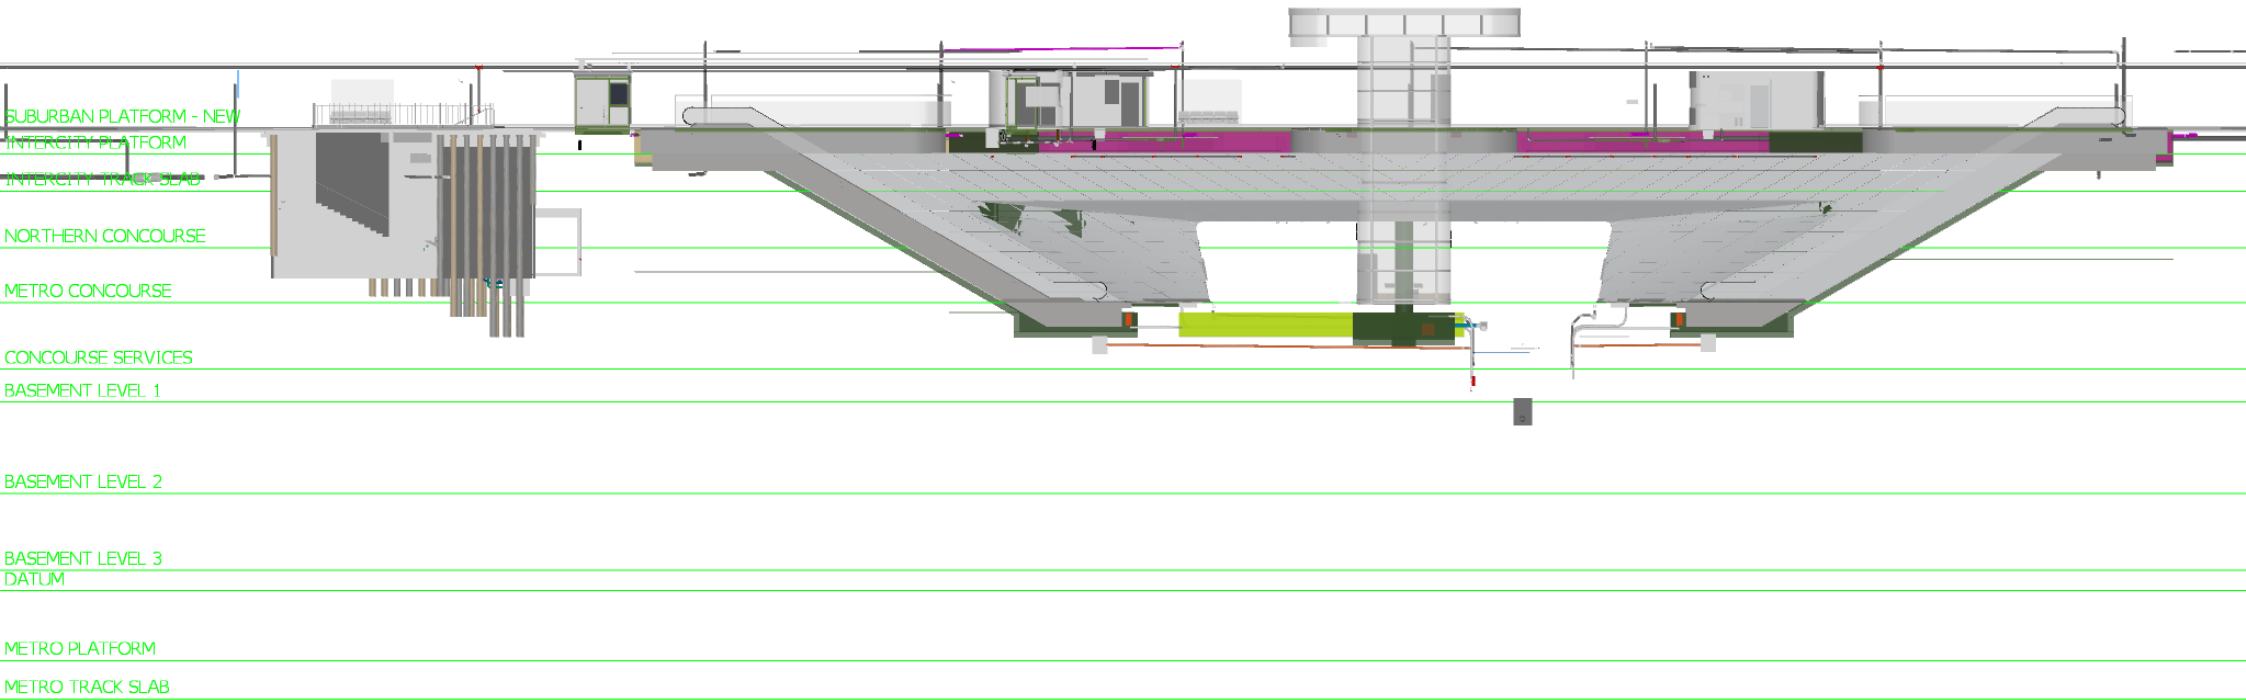 SUBURBAN PLATFORM - NEW
INTERCITY PLATFORM
INTERCITY TRACK SLAB
NORTHERN CONCOURSE
METRO CONCOURSE
CONCOURSE SERVICES
BASEMENT LEVEL 1
BASEMENT LEVEL 2
BASEMENT LEVEL 3
DATUM
METRO PLATFORM
METRO TRACK SLAB